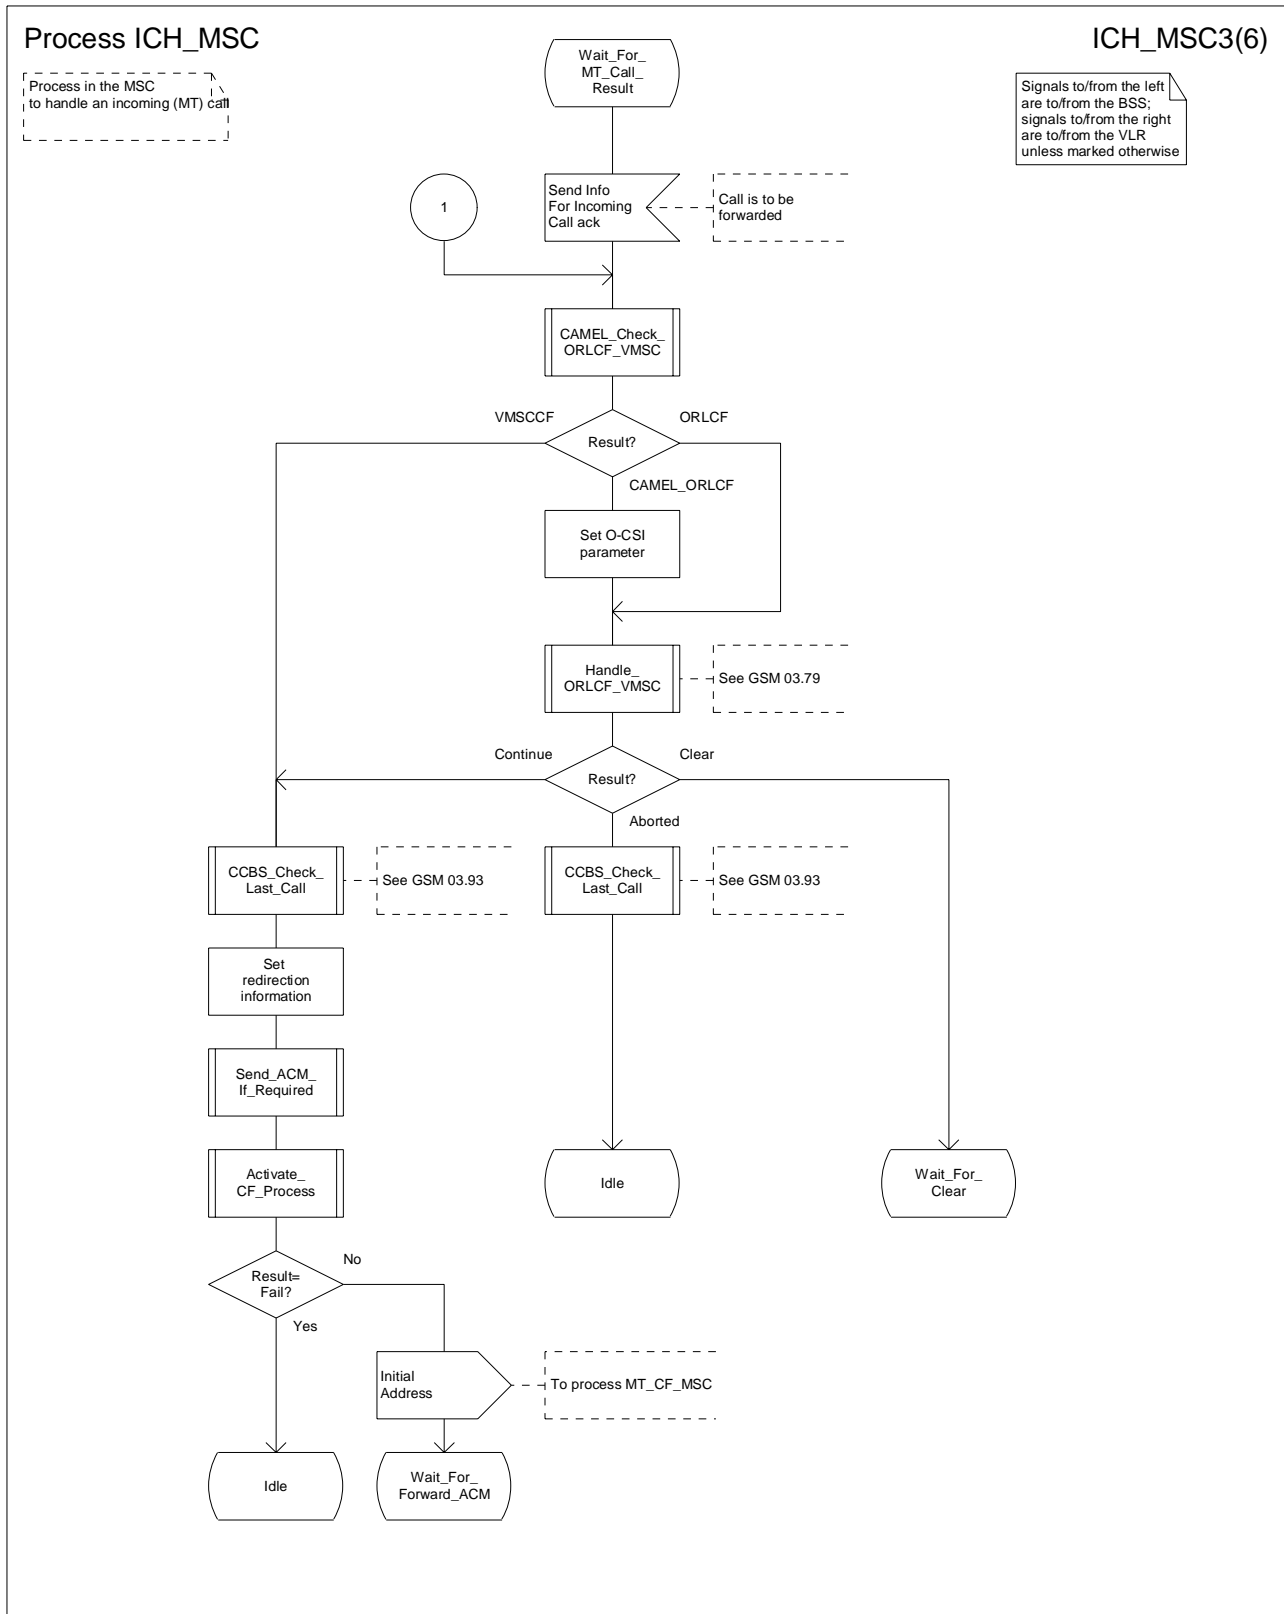 Process ICH_MSC
ICH_MSC3(6)
Process in the MSC
to handle an incoming (MT) call
Signals to/from the left
are to/from the BSS;
signals to/from the right
are to/from the VLR
unless marked otherwise
Wait_For_
MT_Call_
Result
1
Send Info
For Incoming
Call ack
Call is to be
forwarded
CAMEL_Check_
ORLCF_VMSC
VMSCCF
ORLCF
Result?
CAMEL_ORLCF
Set O-CSI
parameter
Handle_
ORLCF_VMSC
See GSM 03.79
Continue
Clear
Result?
Aborted
CCBS_Check_
Last_Call
See GSM 03.93
CCBS_Check_
Last_Call
See GSM 03.93
Set
redirection
information
Send_ACM_
If_Required
Activate_
CF_Process
Idle
Wait_For_
Clear
No
Result=
Fail?
Yes
Initial
Address
To process MT_CF_MSC
Idle
Wait_For_
Forward_ACM